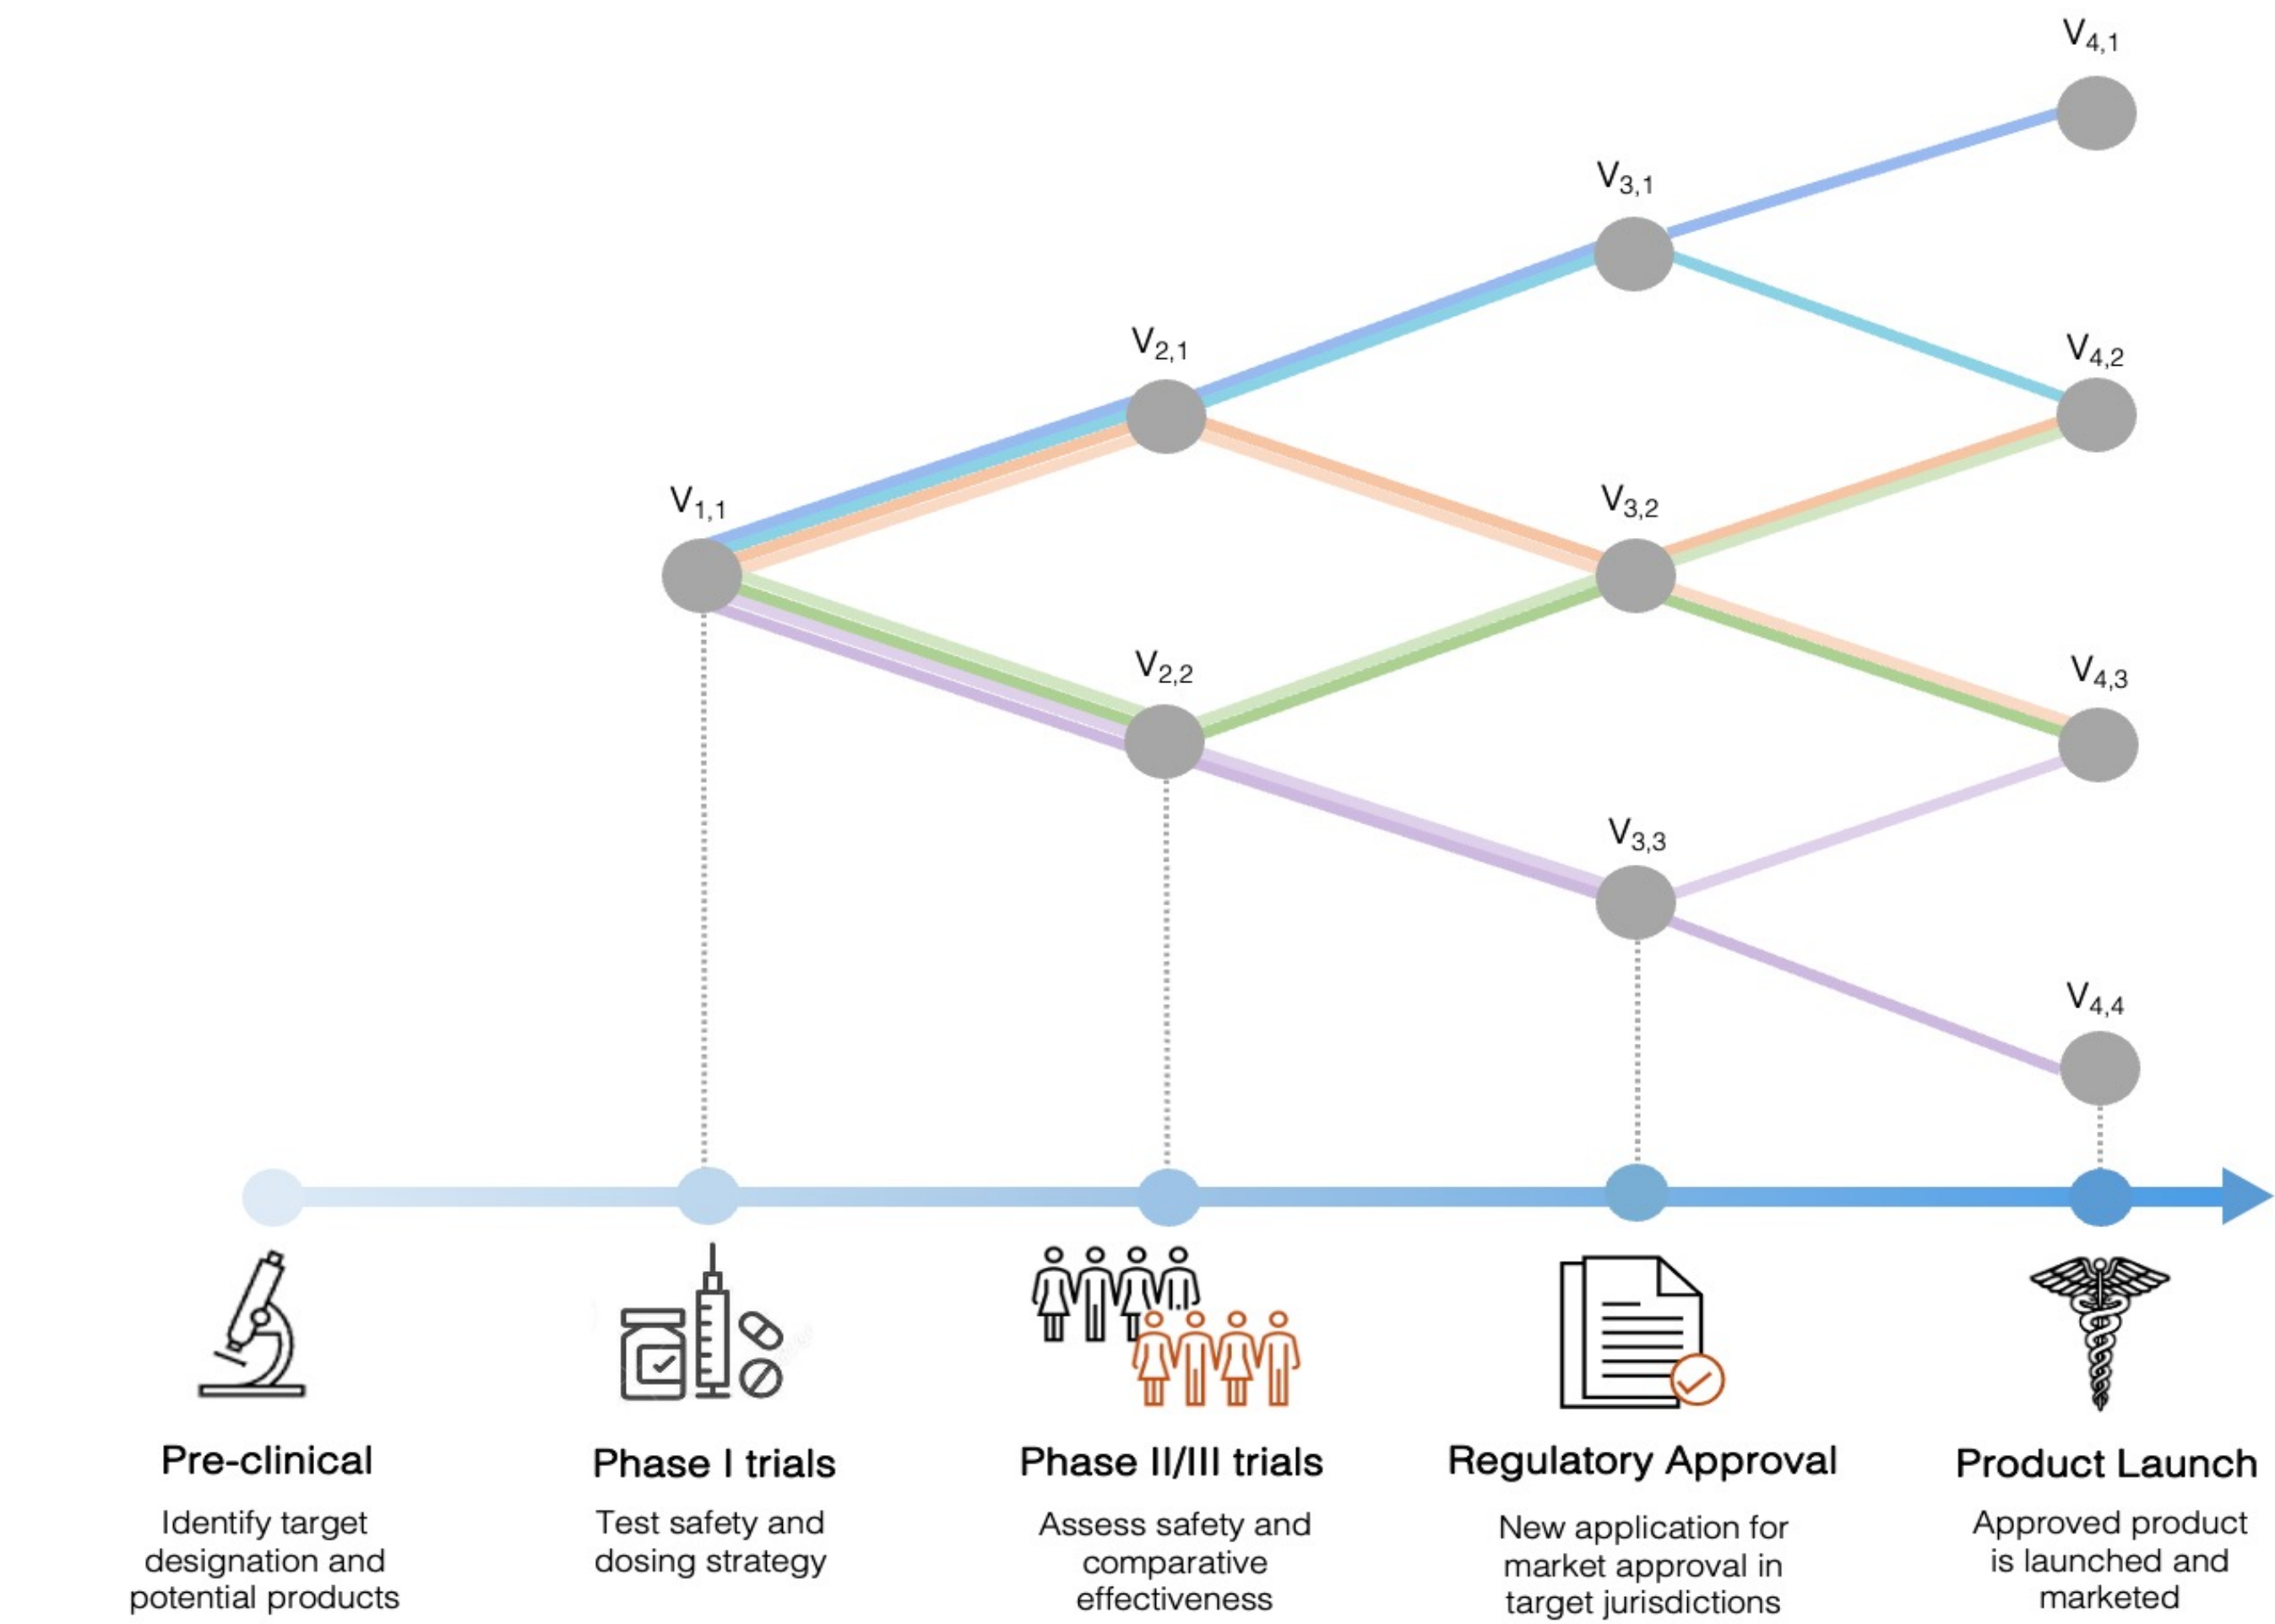 V4,1
V3,1
V2,1
V4,2
V1,1
V3,2
V2,2
V4,3
V3,3
V4,4
Pre-clinical
Identify target
designation and
potential products
Phase I trials
Test safety and
dosing strategy
Phase II/III trials
Assess safety and
comparative
effectiveness
Regulatory Approval
New application for
market approval in
target jurisdictions
Product Launch
Approved product
is launched and
marketed